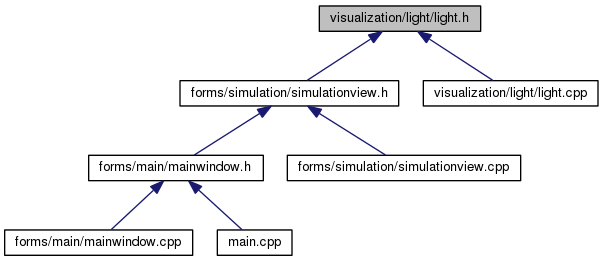 visualization/light/light.h
forms/simulation/simulationview.h
visualization/light/light.cpp
forms/main/mainwindow.h
forms/simulation/simulationview.cpp
forms/main/mainwindow.cpp
main.cpp